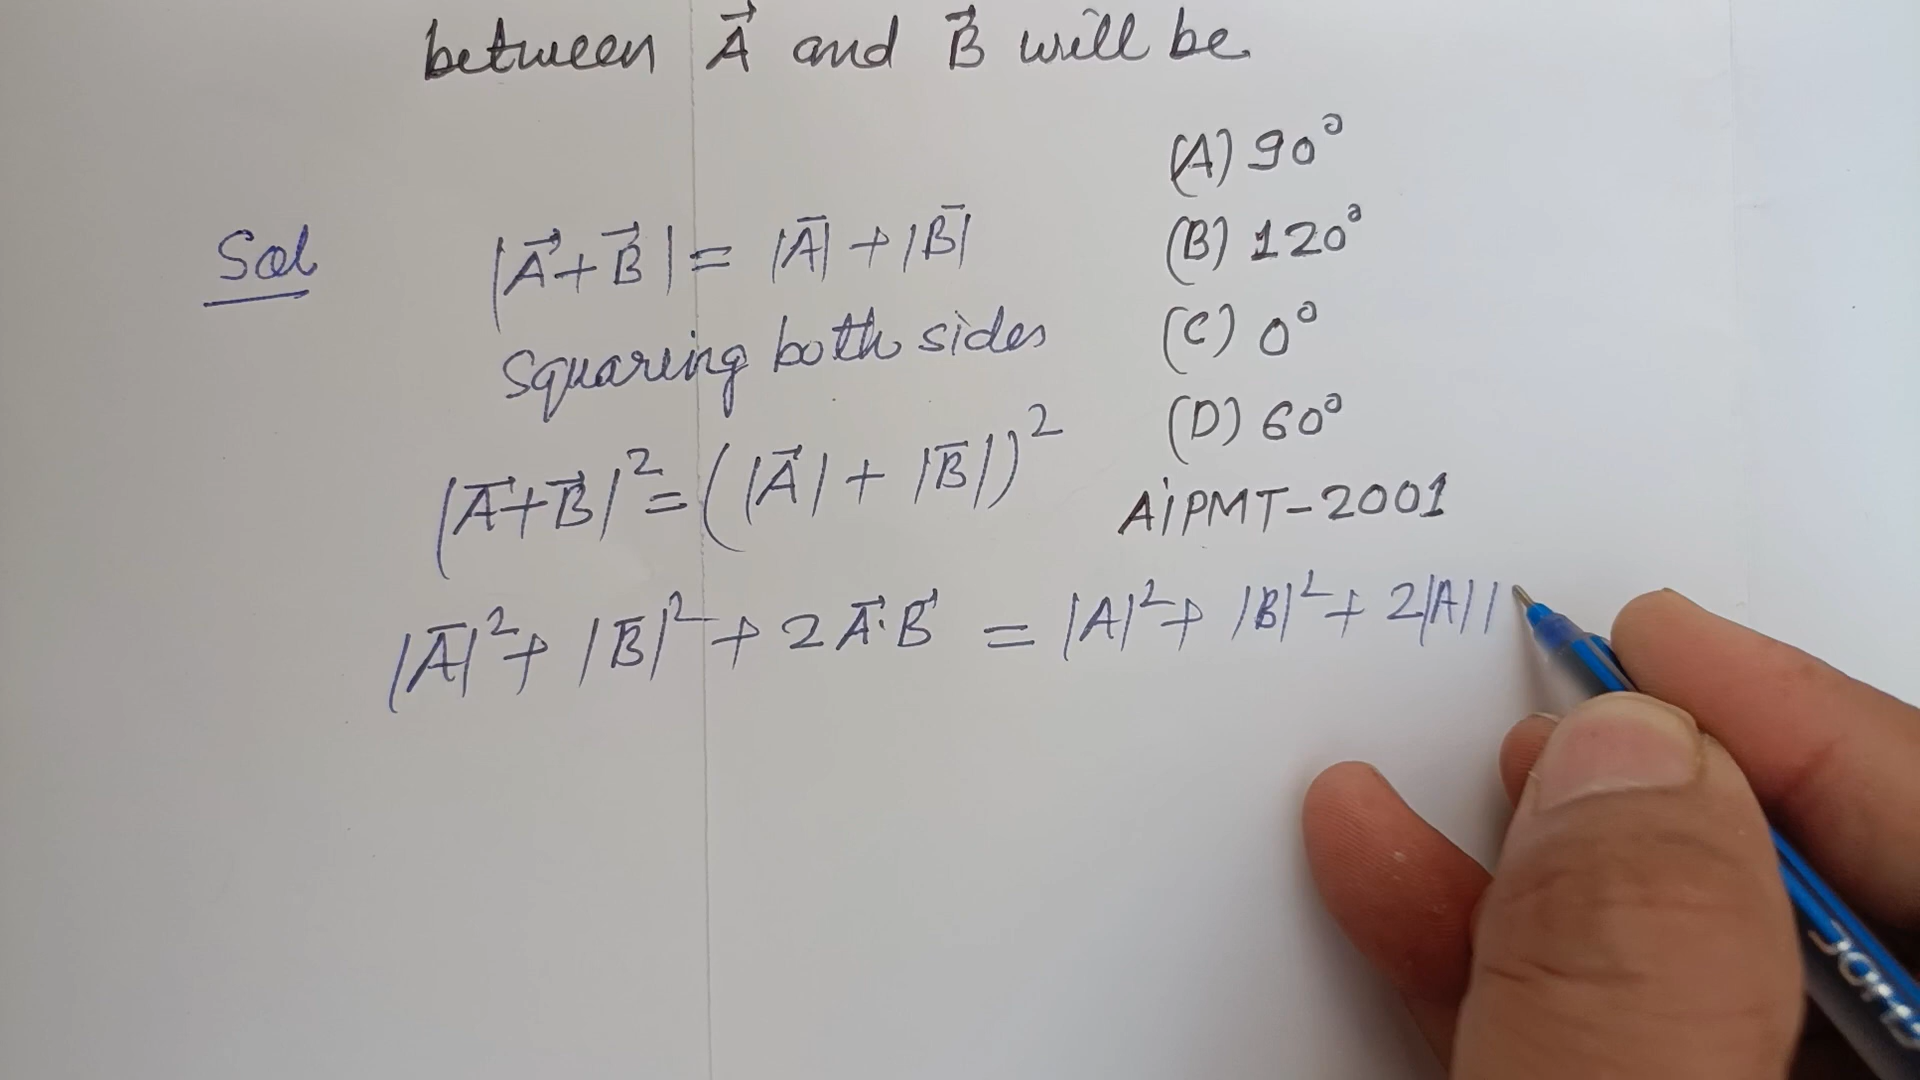 between A⃗ and B⃗ will be
(A) 90°
(B) 120°
(C) 0°
(D) 60°
AiPMT-2001
Sol |A⃗+B⃗| = |A̅| + |B̅|
Squaring both sides
|A⃗+B⃗|² = (|A⃗| + |B̅|)²
|A̅|² + |B̅|² + 2 A⃗·B⃗ = |A|² + |B|² + 2|A| |